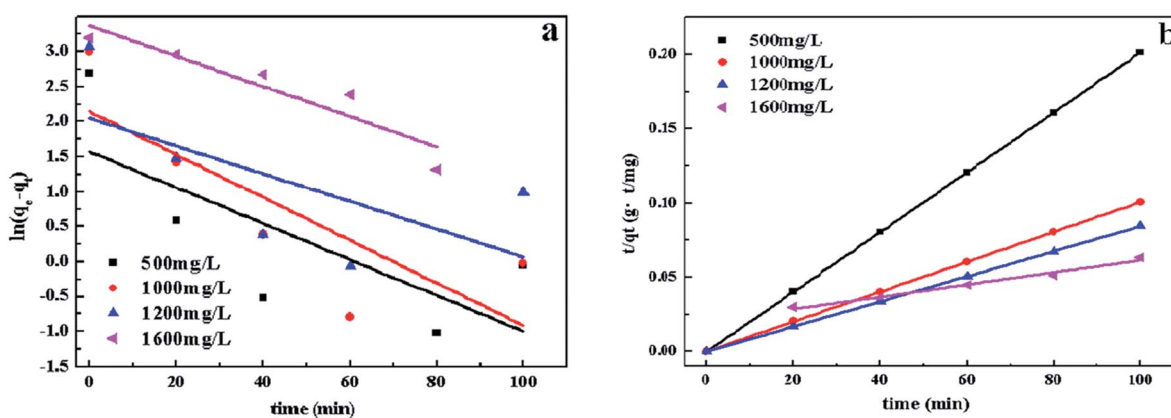 a
3.0
2.5
2.0
1.5
1.0
0.5
0.0
-0.5
-1.0
-1.5
ln(qe-qt)
500mg/L
1000mg/L
1200mg/L
1600mg/L
0 20 40 60 80 100
time (min)
b
0.20
0.15
0.10
0.05
0.00
t/qt (g· t/mg)
500mg/L
1000mg/L
1200mg/L
1600mg/L
0 20 40 60 80 100
time (min)